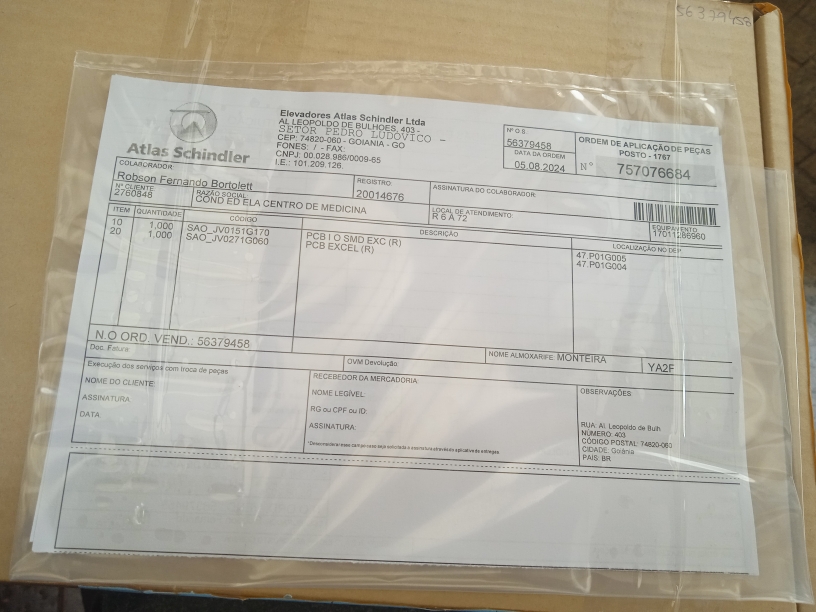 56379458
Atlas Schindler
Elevadores Atlas Schindler Ltda
AL LEOPOLDO DE BULHOES, 403 -
SETOR PEDRO LUDOVICO -
CEP: 74820-060 - GOIANIA - GO
FONES: / - FAX:
CNPJ: 00.028.986/0009-65
I.E.: 101.209.126.
Nº O.S.
56379458
DATA DA ORDEM
05.08.2024
ORDEM DE APLICAÇÃO DE PEÇAS
POSTO - 1767
N° 757076684
COLABORADOR:
Robson Fernando Bortolett
REGISTRO:
20014676
ASSINATURA DO COLABORADOR:
Nº CLIENTE
2760848
RAZÃO SOCIAL
COND ED ELA CENTRO DE MEDICINA
LOCAL DE ATENDIMENTO:
R 6 A 72
EQUIPAMENTO
17011286960
ITEM QUANTIDADE CÓDIGO DESCRIÇÃO LOCALIZAÇÃO NO DEP.
10 1,000 SAO_JV0151G170 PCB I O SMD EXC (R) 47.P01G005
20 1,000 SAO_JV0271G060 PCB EXCEL (R) 47.P01G004
N.O ORD. VEND.: 56379458
Doc. Fatura:
OVM Devolução:
NOME ALMOXARIFE: MONTEIRA
YA2F
Execução dos serviços com troca de peças
NOME DO CLIENTE:
ASSINATURA
DATA
RECEBEDOR DA MERCADORIA
NOME LEGÍVEL:
RG ou CPF ou ID:
ASSINATURA:
OBSERVAÇÕES
RUA: Al. Leopoldo de Bulh
NÚMERO: 403
CÓDIGO POSTAL: 74820-060
CIDADE: Goiânia
PAÍS: BR